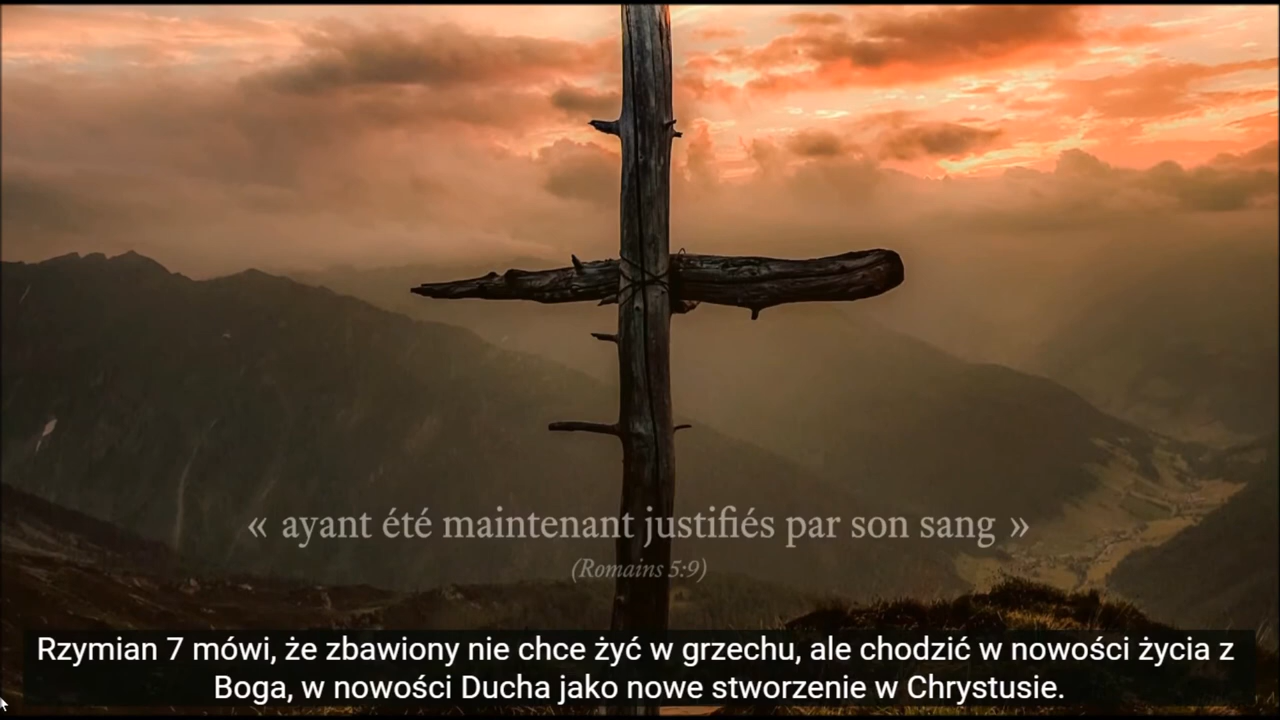 « ayant été maintenant justifiés par son sang »
(Romains 5:9)
Rzymian 7 mówi, że zbawiony nie chce żyć w grzechu, ale chodzić w nowości życia z
Boga, w nowości Ducha jako nowe stworzenie w Chrystusie.